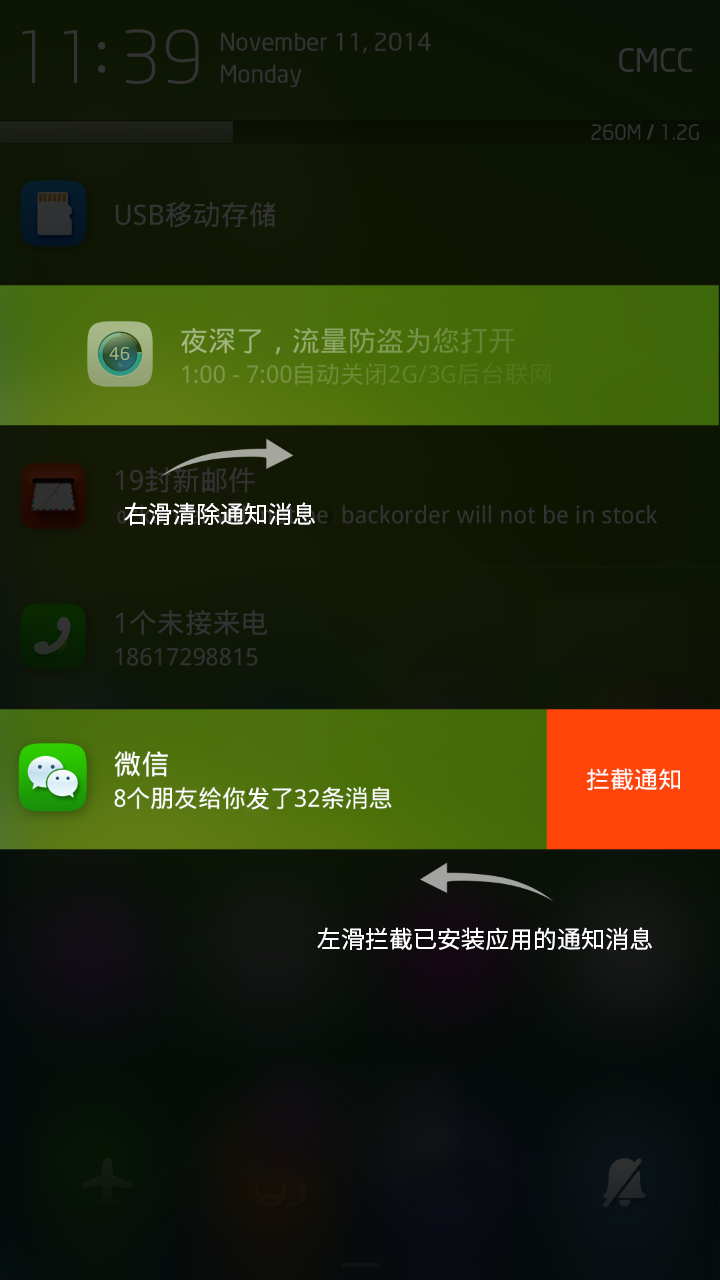 11:39
November 11, 2014
Monday
CMCC
260M / 1.2G
USB移动存储
46
夜深了，流量防盗为您打开
1:00 - 7:00自动关闭2G/3G后台联网
19封新邮件
右滑清除通知消息
backorder will not be in stock
1个未接来电
18617298815
微信
8个朋友给你发了32条消息
拦截通知
左滑拦截已安装应用的通知消息